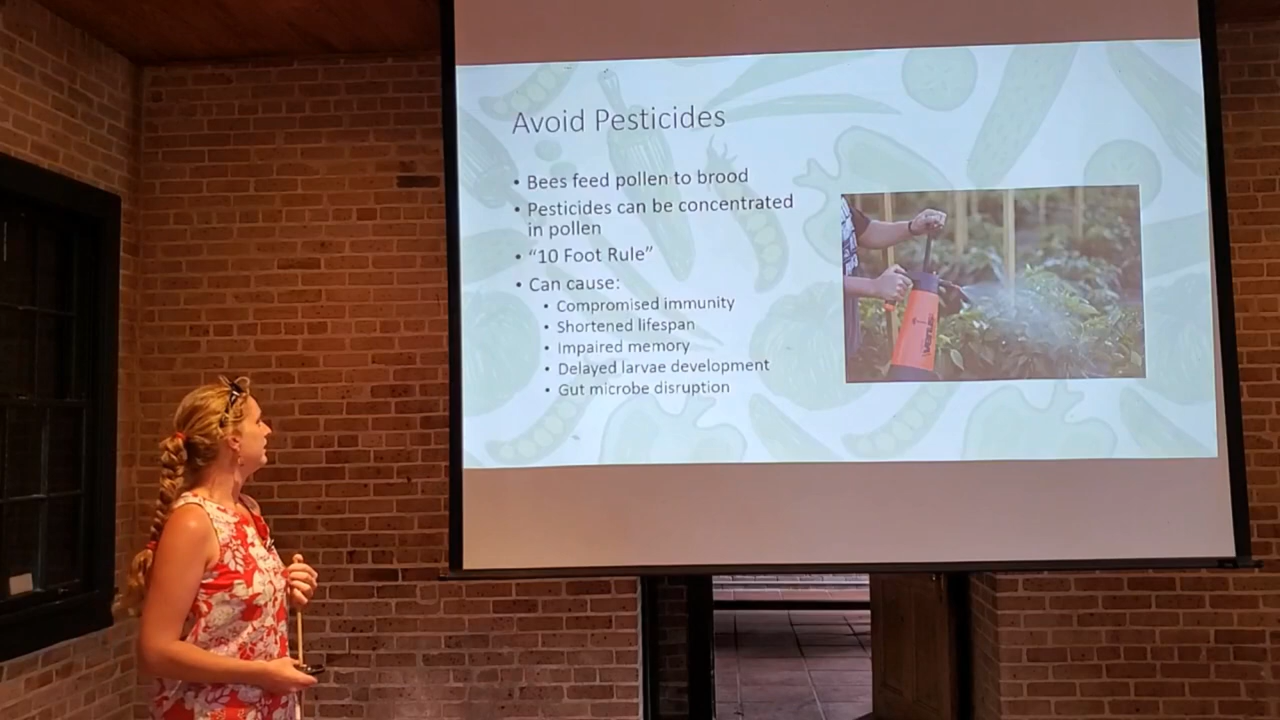 Avoid Pesticides
• Bees feed pollen to brood
• Pesticides can be concentrated
in pollen
• “10 Foot Rule”
• Can cause:
• Compromised immunity
• Shortened lifespan
• Impaired memory
• Delayed larvae development
• Gut microbe disruption
venus